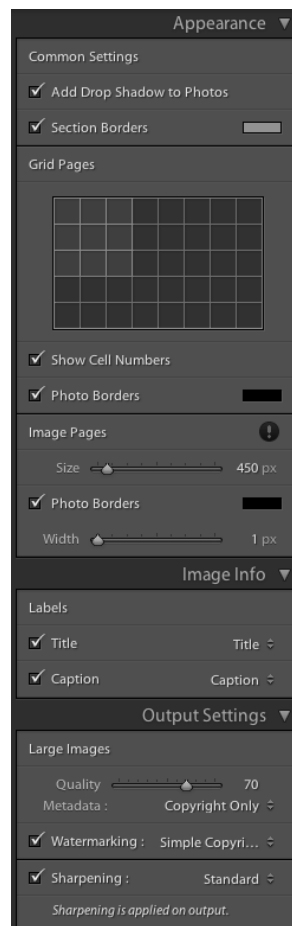 Appearance
Common Settings
Add Drop Shadow to Photos
Section Borders
Grid Pages
Show Cell Numbers
Photo Borders
Image Pages
Size 450 px
Photo Borders
Width 1 px
Image Info
Labels
Title Title
Caption Caption
Output Settings
Large Images
Quality 70
Metadata : Copyright Only
Watermarking : Simple Copyri...
Sharpening : Standard
Sharpening is applied on output.